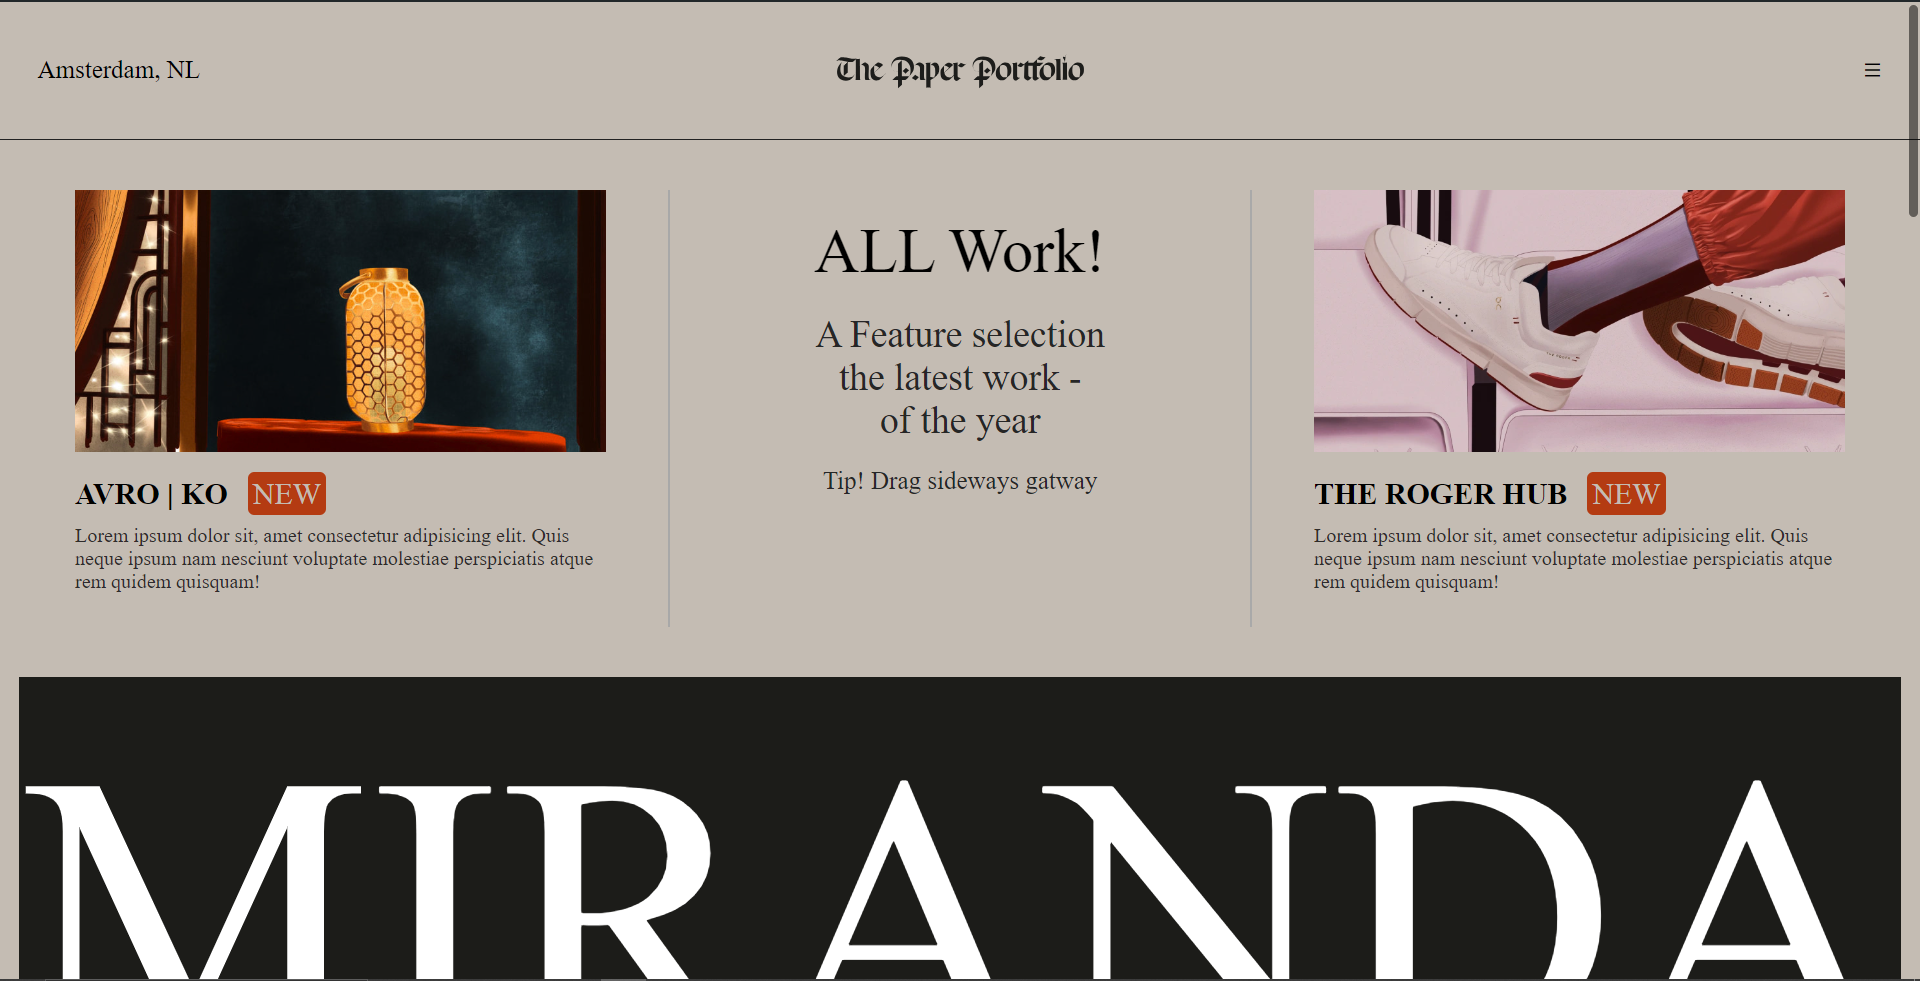 Amsterdam, NL
The Paper Portfolio
AVRO | KO NEW
Lorem ipsum dolor sit, amet consectetur adipisicing elit. Quis
neque ipsum nam nesciunt voluptate molestiae perspiciatis atque
rem quidem quisquam!
ALL Work!
A Feature selection
the latest work -
of the year
Tip! Drag sideways gatway
THE ROGER HUB NEW
Lorem ipsum dolor sit, amet consectetur adipisicing elit. Quis
neque ipsum nam nesciunt voluptate molestiae perspiciatis atque
rem quidem quisquam!
MIRANDA